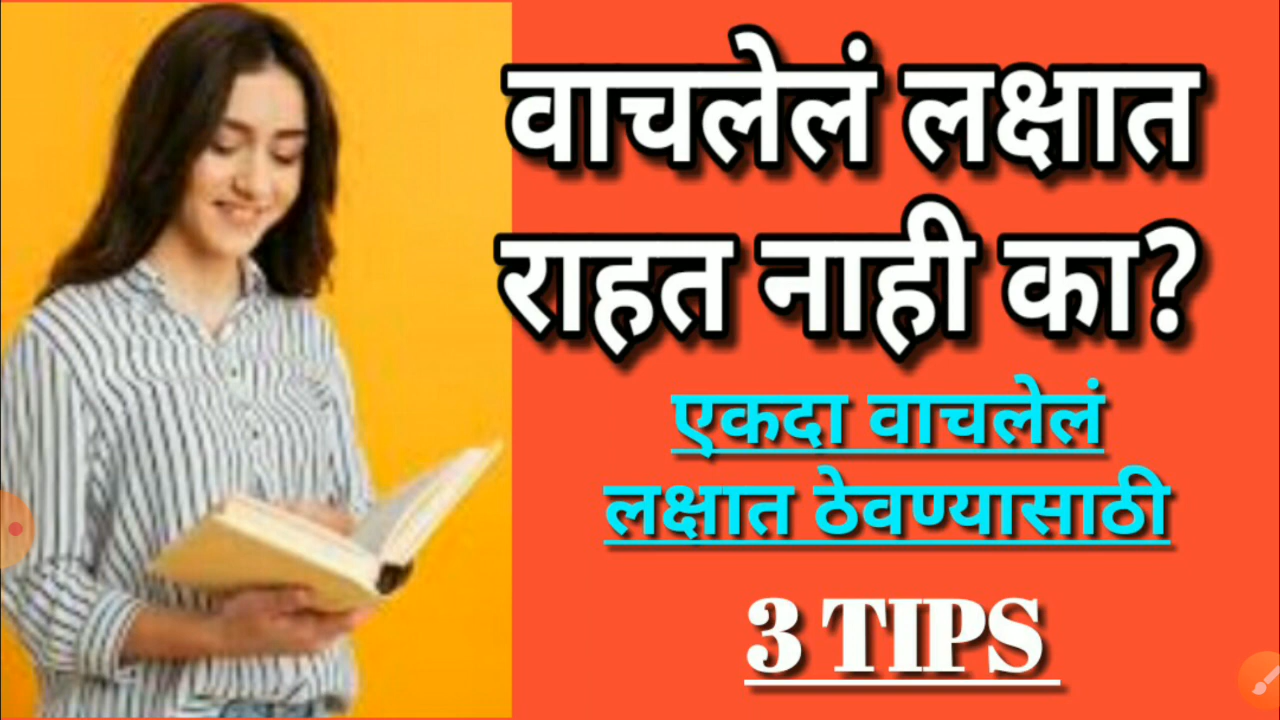 वाचलेलं लक्षात
राहत नाही का?
एकदा वाचलेलं
लक्षात ठेवण्यासाठी
3 TIPS